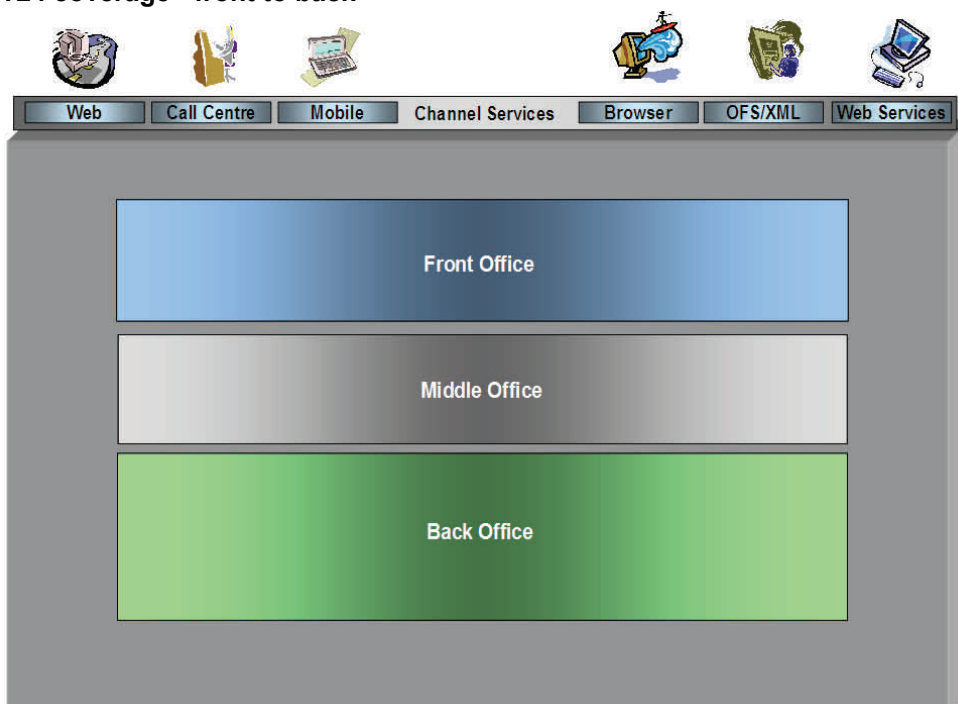 coverage - front to back
Web Call Centre Mobile Channel Services Browser OFS/XML Web Services
Front Office
Middle Office
Back Office